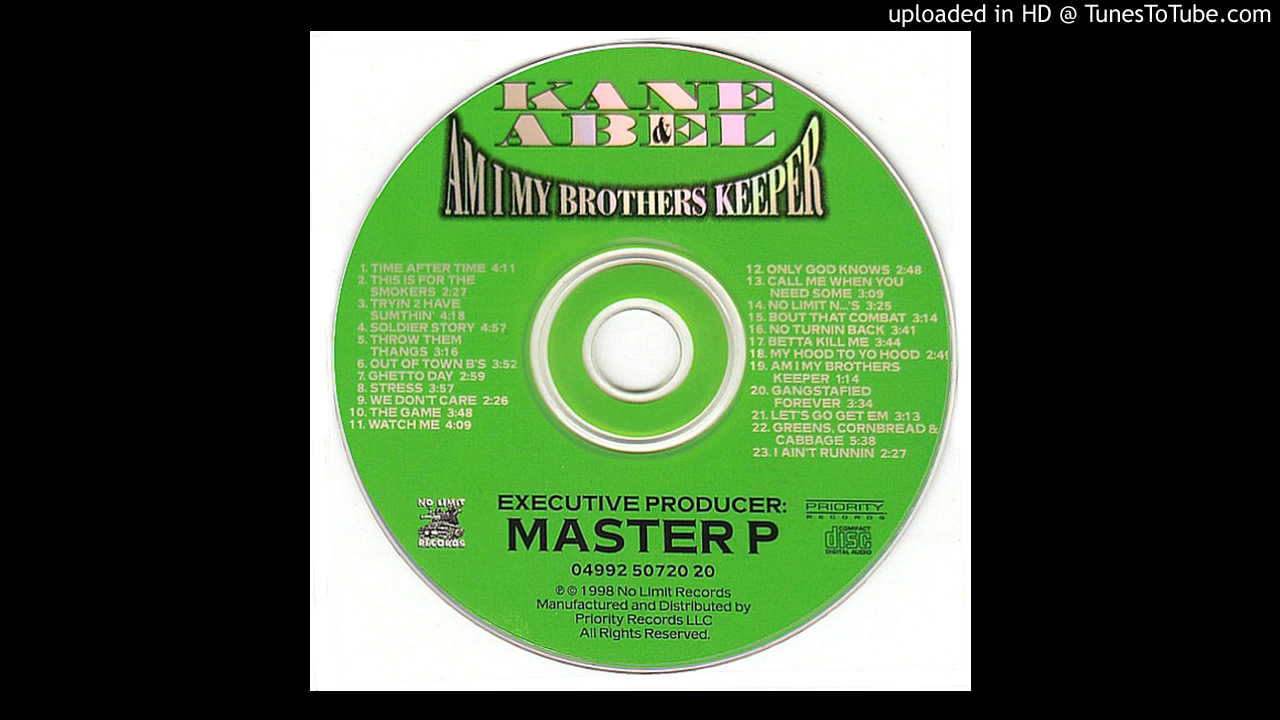 uploaded in HD @ TunesToTube.com
KANE
& ABEL
AM I MY BROTHERS KEEPER
1. TIME AFTER TIME 4:11
2. THIS IS FOR THE
SMOKERS 2:27
3. TRYIN 2 HAVE
SUMTHIN' 4:18
4. SOLDIER STORY 4:57
5. THROW THEM
THANGS 3:16
6. OUT OF TOWN B'S 3:52
7. GHETTO DAY 2:59
8. STRESS 3:57
9. WE DON'T CARE 2:26
10. THE GAME 3:48
11. WATCH ME 4:09
12. ONLY GOD KNOWS 2:48
13. CALL ME WHEN YOU
NEED SOME 3:09
14. NO LIMIT N...'S 3:25
15. BOUT THAT COMBAT 3:14
16. NO TURNIN BACK 3:41
17. BETTA KILL ME 3:44
18. MY HOOD TO YO HOOD
19. AM I MY BROTHERS
KEEPER 1:14
20. GANGSTAFIED
FOREVER 3:34
21. LET'S GO GET EM 3:13
22. GREENS, CORNBREAD &
CABBAGE 5:38
23. I AIN'T RUNNIN 2:27
NO LIMIT
RECORDS
EXECUTIVE PRODUCER:
MASTER P
04992 50720 20
℗ © 1998 No Limit Records
Manufactured and Distributed by
Priority Records LLC
All Rights Reserved.
PRIORITY
RECORDS
COMPACT
disc
DIGITAL AUDIO